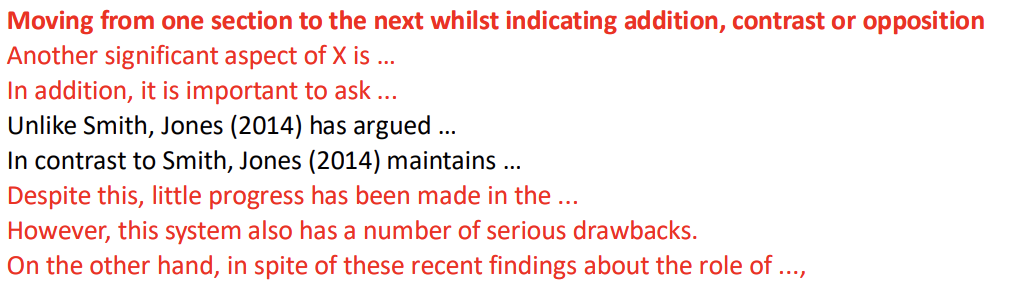 Moving from one section to the next whilst indicating addition, contrast or opposition
Another significant aspect of X is ...
In addition, it is important to ask ...
Unlike Smith, Jones (2014) has argued ...
In contrast to Smith, Jones (2014) maintains ...
Despite this, little progress has been made in the ...
However, this system also has a number of serious drawbacks.
On the other hand, in spite of these recent findings about the role of ...,